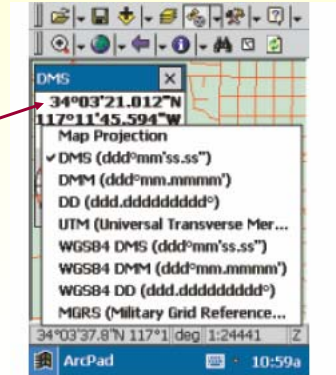 DMS
34°03'21.012"N
117°11'45.594"W
Map Projection
DMS (ddd°mm'ss.ss")
DMM (ddd°mm.mmmm')
DD (ddd.ddddddddd°)
UTM (Universal Transverse Mer...
WGS84 DMS (ddd°mm'ss.ss")
WGS84 DMM (ddd°mm.mmmm')
WGS84 DD (ddd.ddddddddd°)
MGRS (Military Grid Reference...
34°03'37.8"N 117°1 deg 1:24441 Z
ArcPad 10:59a